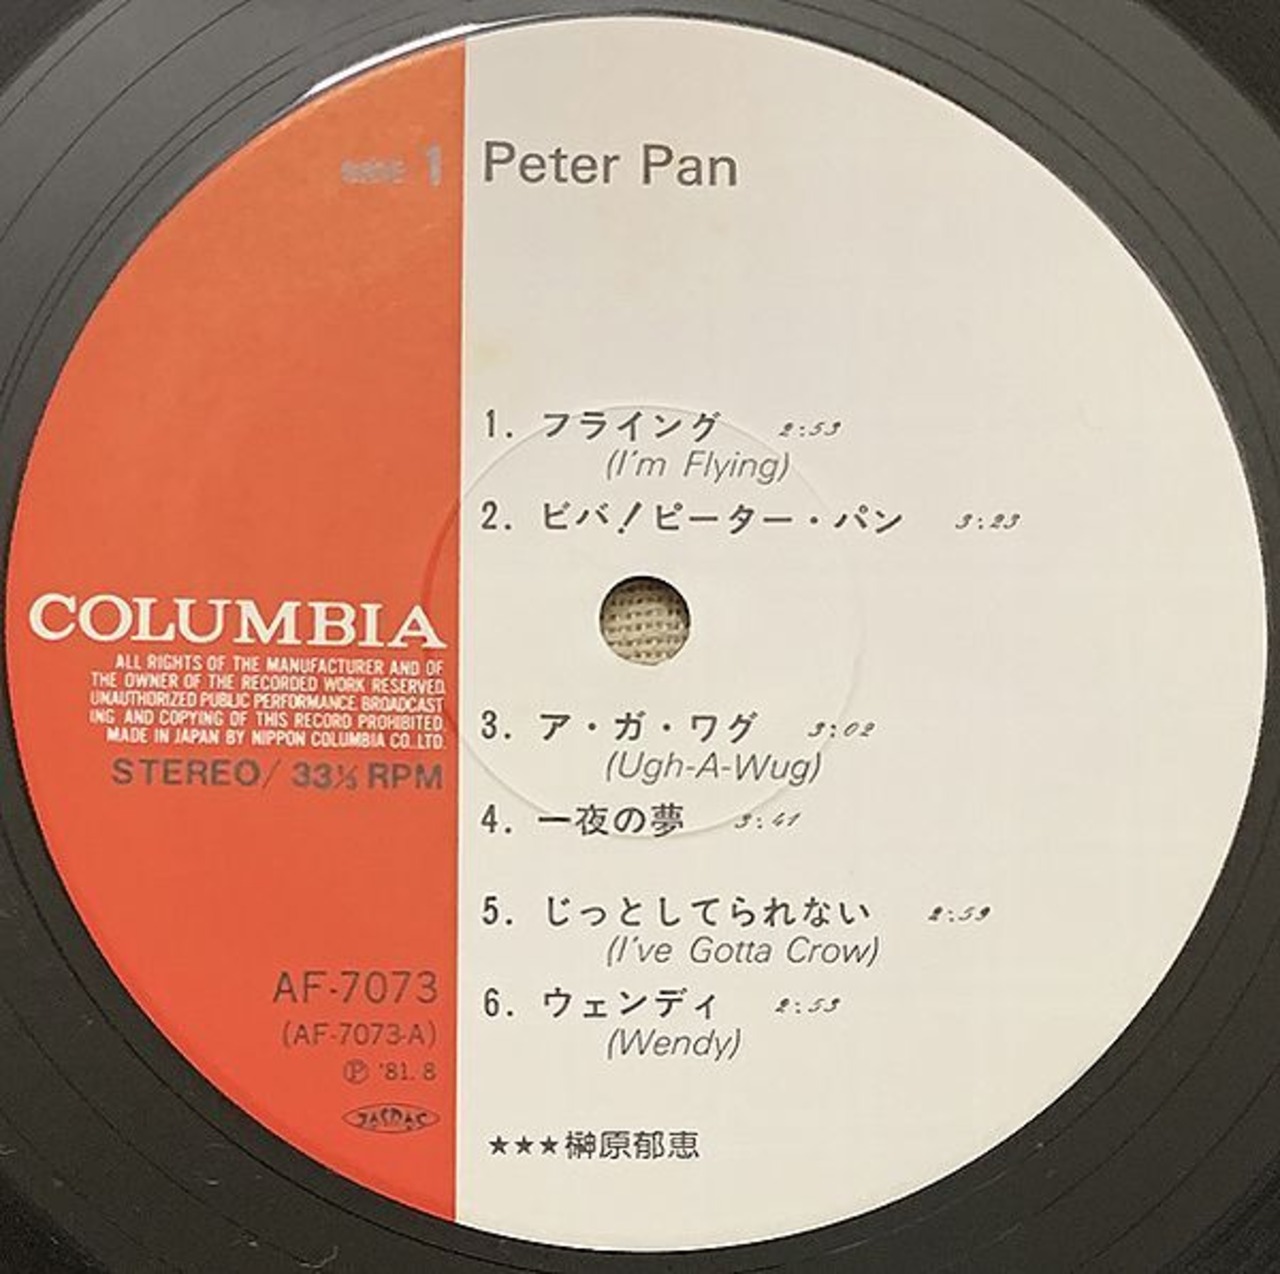 side 1
Peter Pan
1. フライング 2:53
(I'm Flying)
2. ビバ!ピーター・パン 3:23
3. ア・ガ・ワグ 3:02
(Ugh-A-Wug)
4. 一夜の夢 3:41
5. じっとしてられない 2:59
(I've Gotta Crow)
6. ウェンディ 2:53
(Wendy)
★★★榊原郁恵
COLUMBIA
ALL RIGHTS OF THE MANUFACTURER AND OF
THE OWNER OF THE RECORDED WORK RESERVED.
UNAUTHORIZED PUBLIC PERFORMANCE. BROADCAST
ING AND COPYING OF THIS RECORD PROHIBITED
MADE IN JAPAN BY NIPPON COLUMBIA CO. LTD.
STEREO/ 33⅓ RPM
AF-7073
(AF-7073-A)
Ⓟ '81. 8
JASRAC